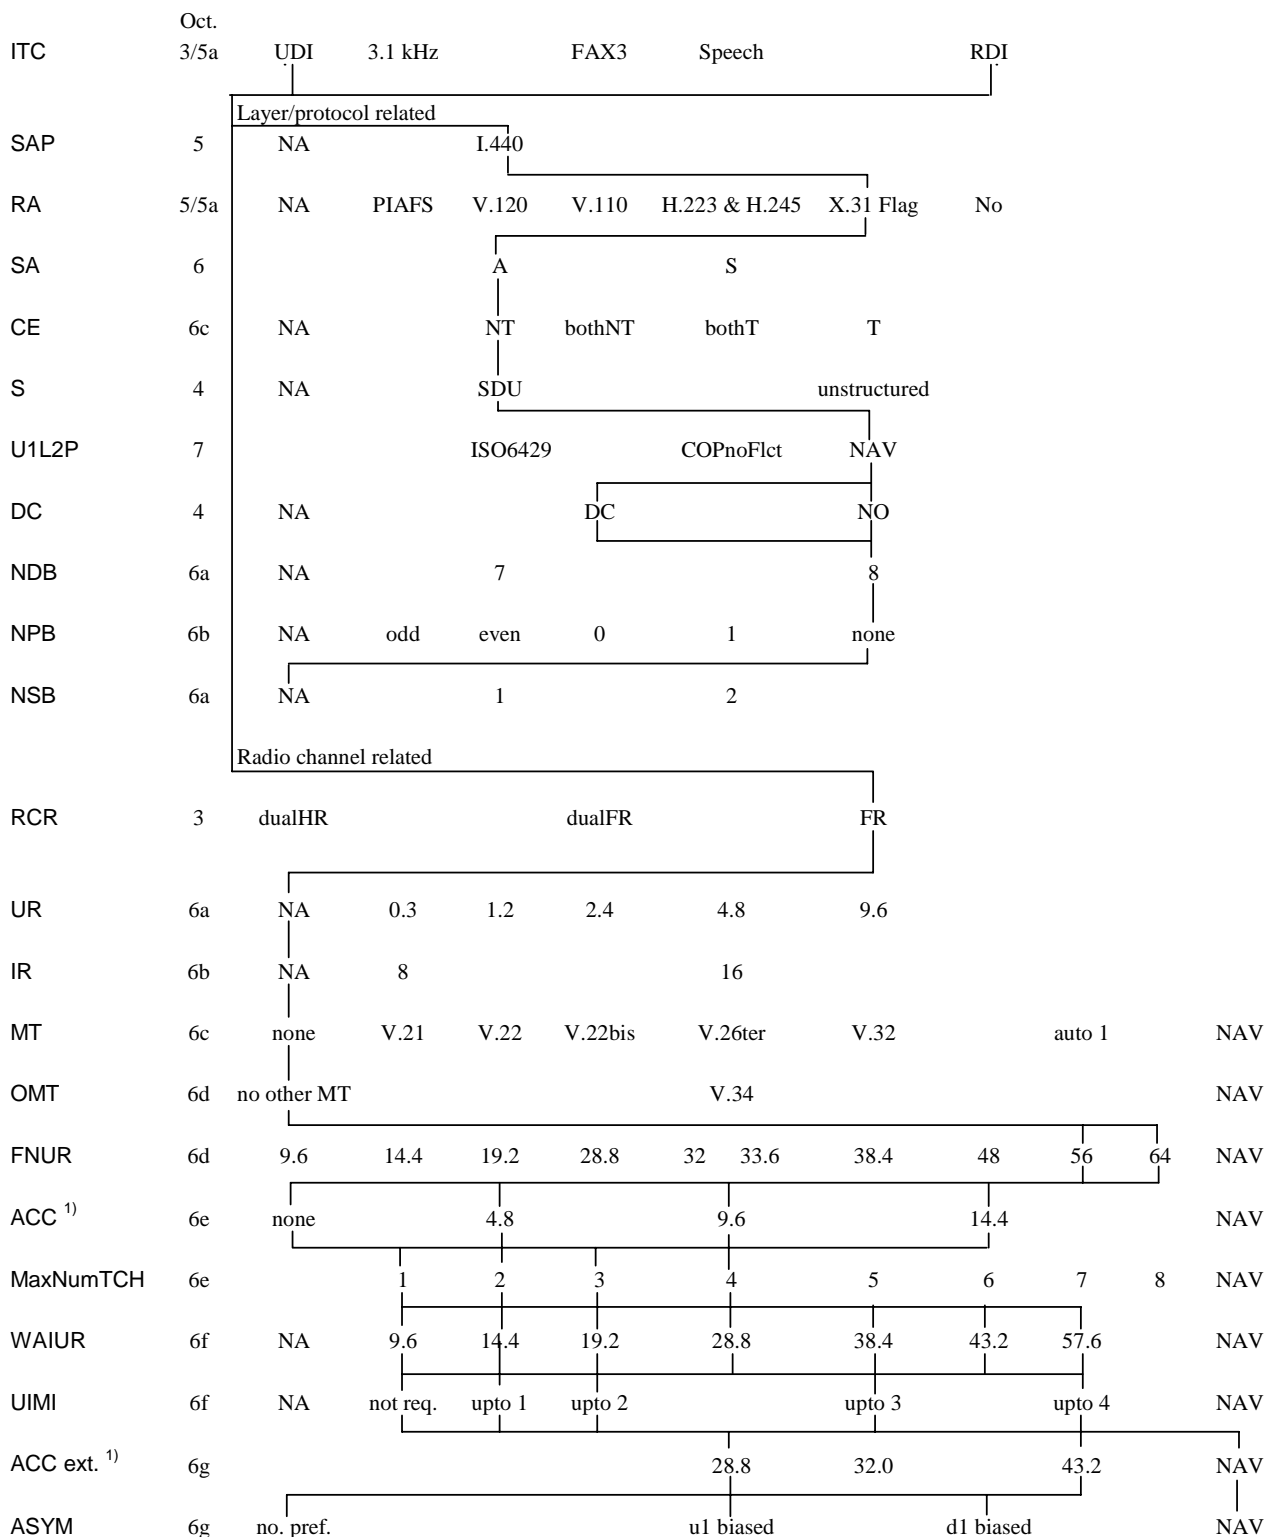 Oct.
ITC 3/5a UDI 3.1 kHz FAX3 Speech RDI
Layer/protocol related
SAP 5 NA I.440
RA 5/5a NA PIAFS V.120 V.110 H.223 & H.245 X.31 Flag No
SA 6 A S
CE 6c NA NT bothNT bothT T
S 4 NA SDU unstructured
U1L2P 7 ISO6429 COPnoFlct NAV
DC 4 NA DC NO
NDB 6a NA 7 8
NPB 6b NA odd even 0 1 none
NSB 6a NA 1 2
Radio channel related
RCR 3 dualHR dualFR FR
UR 6a NA 0.3 1.2 2.4 4.8 9.6
IR 6b NA 8 16
MT 6c none V.21 V.22 V.22bis V.26ter V.32 auto 1 NAV
OMT 6d no other MT V.34 NAV
FNUR 6d 9.6 14.4 19.2 28.8 32 33.6 38.4 48 56 64 NAV
ACC 1) 6e none 4.8 9.6 14.4 NAV
MaxNumTCH 6e 1 2 3 4 5 6 7 8 NAV
WAIUR 6f NA 9.6 14.4 19.2 28.8 38.4 43.2 57.6 NAV
UIMI 6f NA not req. upto 1 upto 2 upto 3 upto 4 NAV
ACC ext. 1) 6g 28.8 32.0 43.2 NAV
ASYM 6g no. pref. u1 biased d1 biased NAV